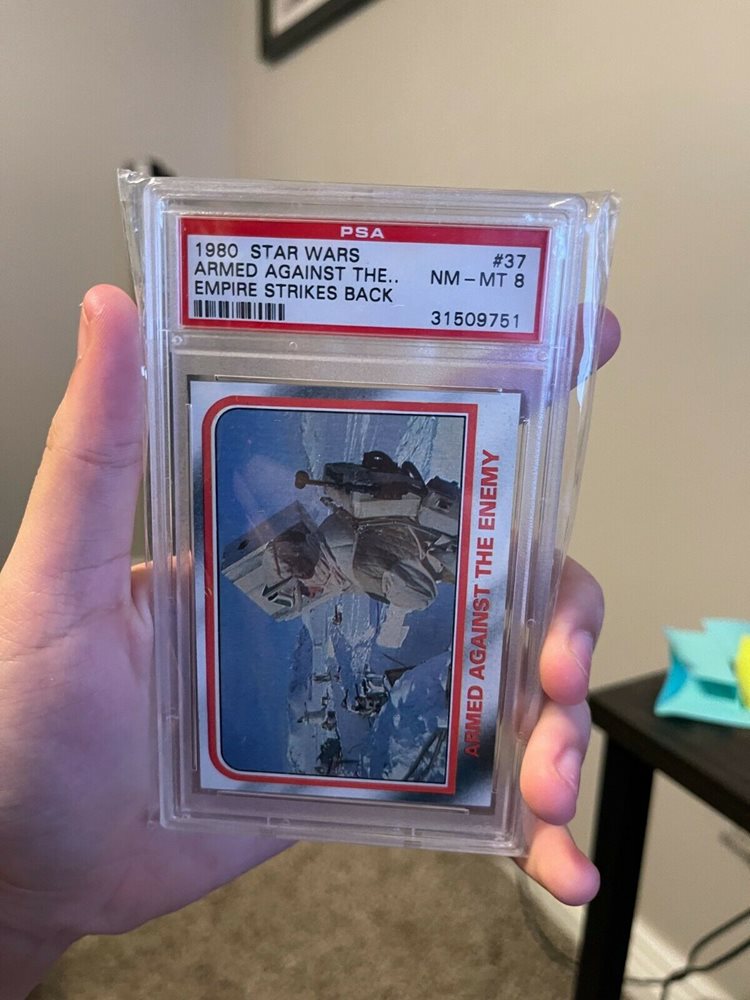 PSA
1980 STAR WARS #37
ARMED AGAINST THE.. NM-MT 8
EMPIRE STRIKES BACK
31509751
ARMED AGAINST THE ENEMY